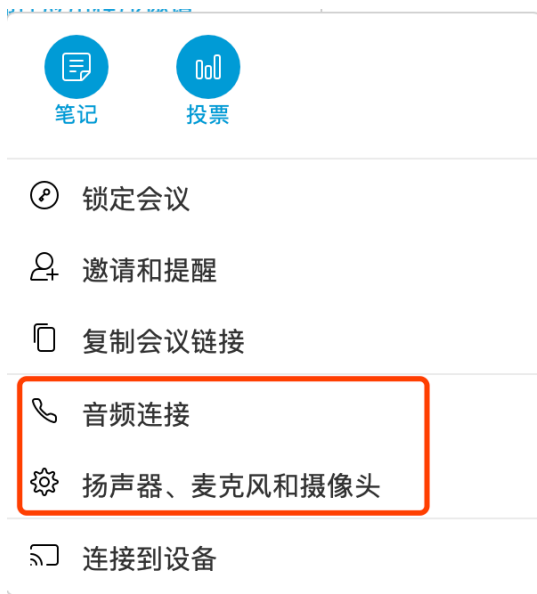 笔记
投票
锁定会议
邀请和提醒
复制会议链接
音频连接
扬声器、麦克风和摄像头
连接到设备